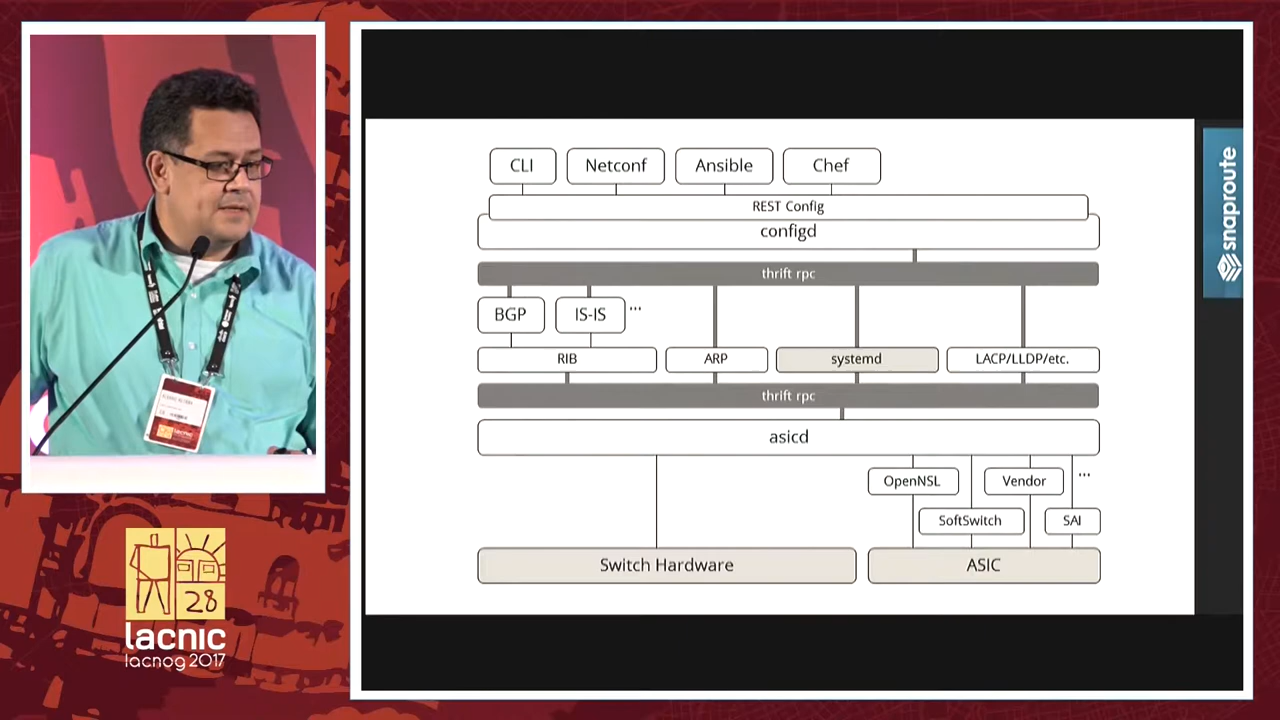 CLI
Netconf
Ansible
Chef
REST Config
configd
thrift rpc
BGP
IS-IS
...
RIB
ARP
systemd
LACP/LLDP/etc.
thrift rpc
asicd
OpenNSL
Vendor
...
SoftSwitch
SAI
Switch Hardware
ASIC
snaproute
28
lacnic
lacnog 2017
lacnic